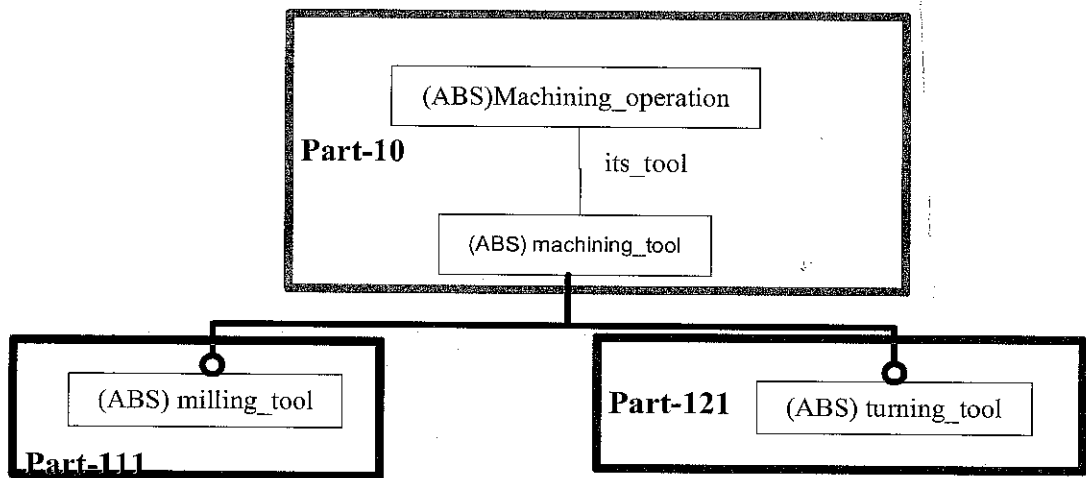 (ABS)Machining_operation
Part-10
its_tool
(ABS) machining_tool
(ABS) milling_tool
Part-111
Part-121
(ABS) turning_tool